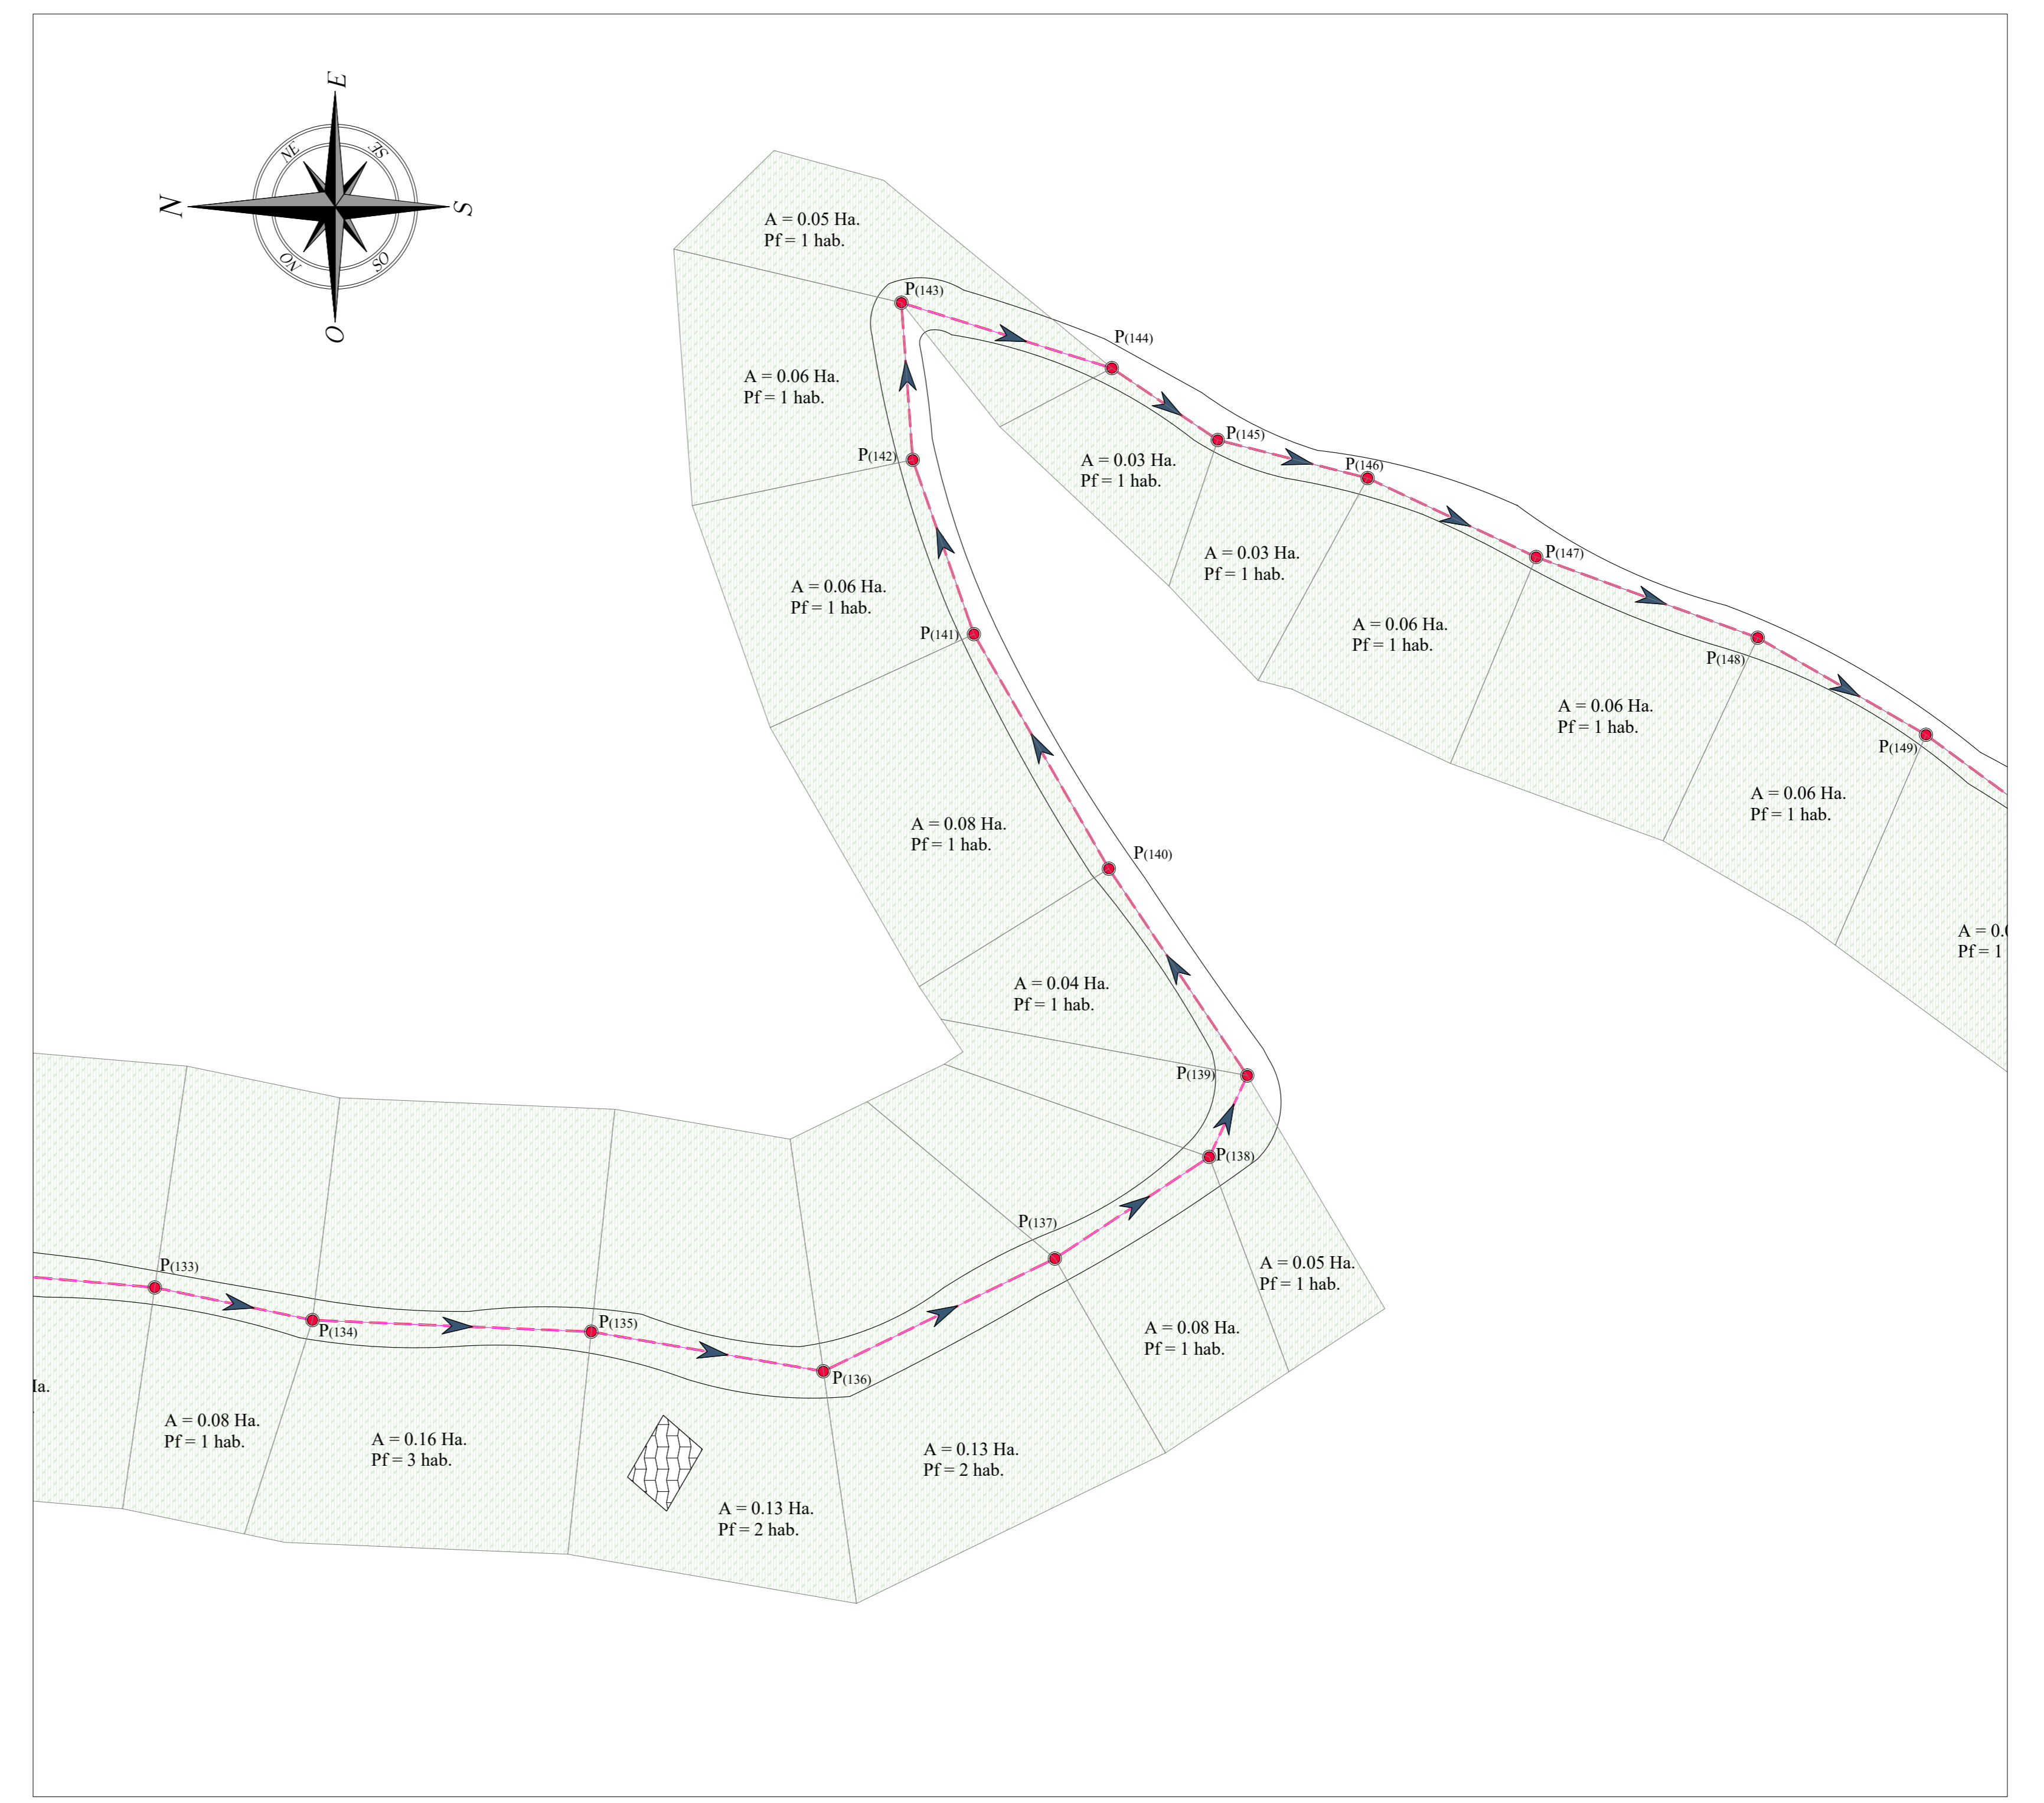 E
NE
SE
N
S
NO
SO
O
A = 0.05 Ha.
Pf = 1 hab.
P(143)
P(144)
A = 0.06 Ha.
Pf = 1 hab.
P(145)
P(142)
A = 0.03 Ha.
Pf = 1 hab.
P(146)
A = 0.03 Ha.
Pf = 1 hab.
P(147)
A = 0.06 Ha.
Pf = 1 hab.
P(141)
A = 0.06 Ha.
Pf = 1 hab.
P(148)
A = 0.06 Ha.
Pf = 1 hab.
P(149)
A = 0.06 Ha.
Pf = 1 hab.
A = 0.08 Ha.
Pf = 1 hab.
P(140)
A = 0.0
Pf = 1
A = 0.04 Ha.
Pf = 1 hab.
P(139)
P(138)
P(137)
P(133)
A = 0.05 Ha.
Pf = 1 hab.
P(134)
P(135)
A = 0.08 Ha.
Pf = 1 hab.
P(136)
Ha.
A = 0.08 Ha.
Pf = 1 hab.
A = 0.16 Ha.
Pf = 3 hab.
A = 0.13 Ha.
Pf = 2 hab.
A = 0.13 Ha.
Pf = 2 hab.